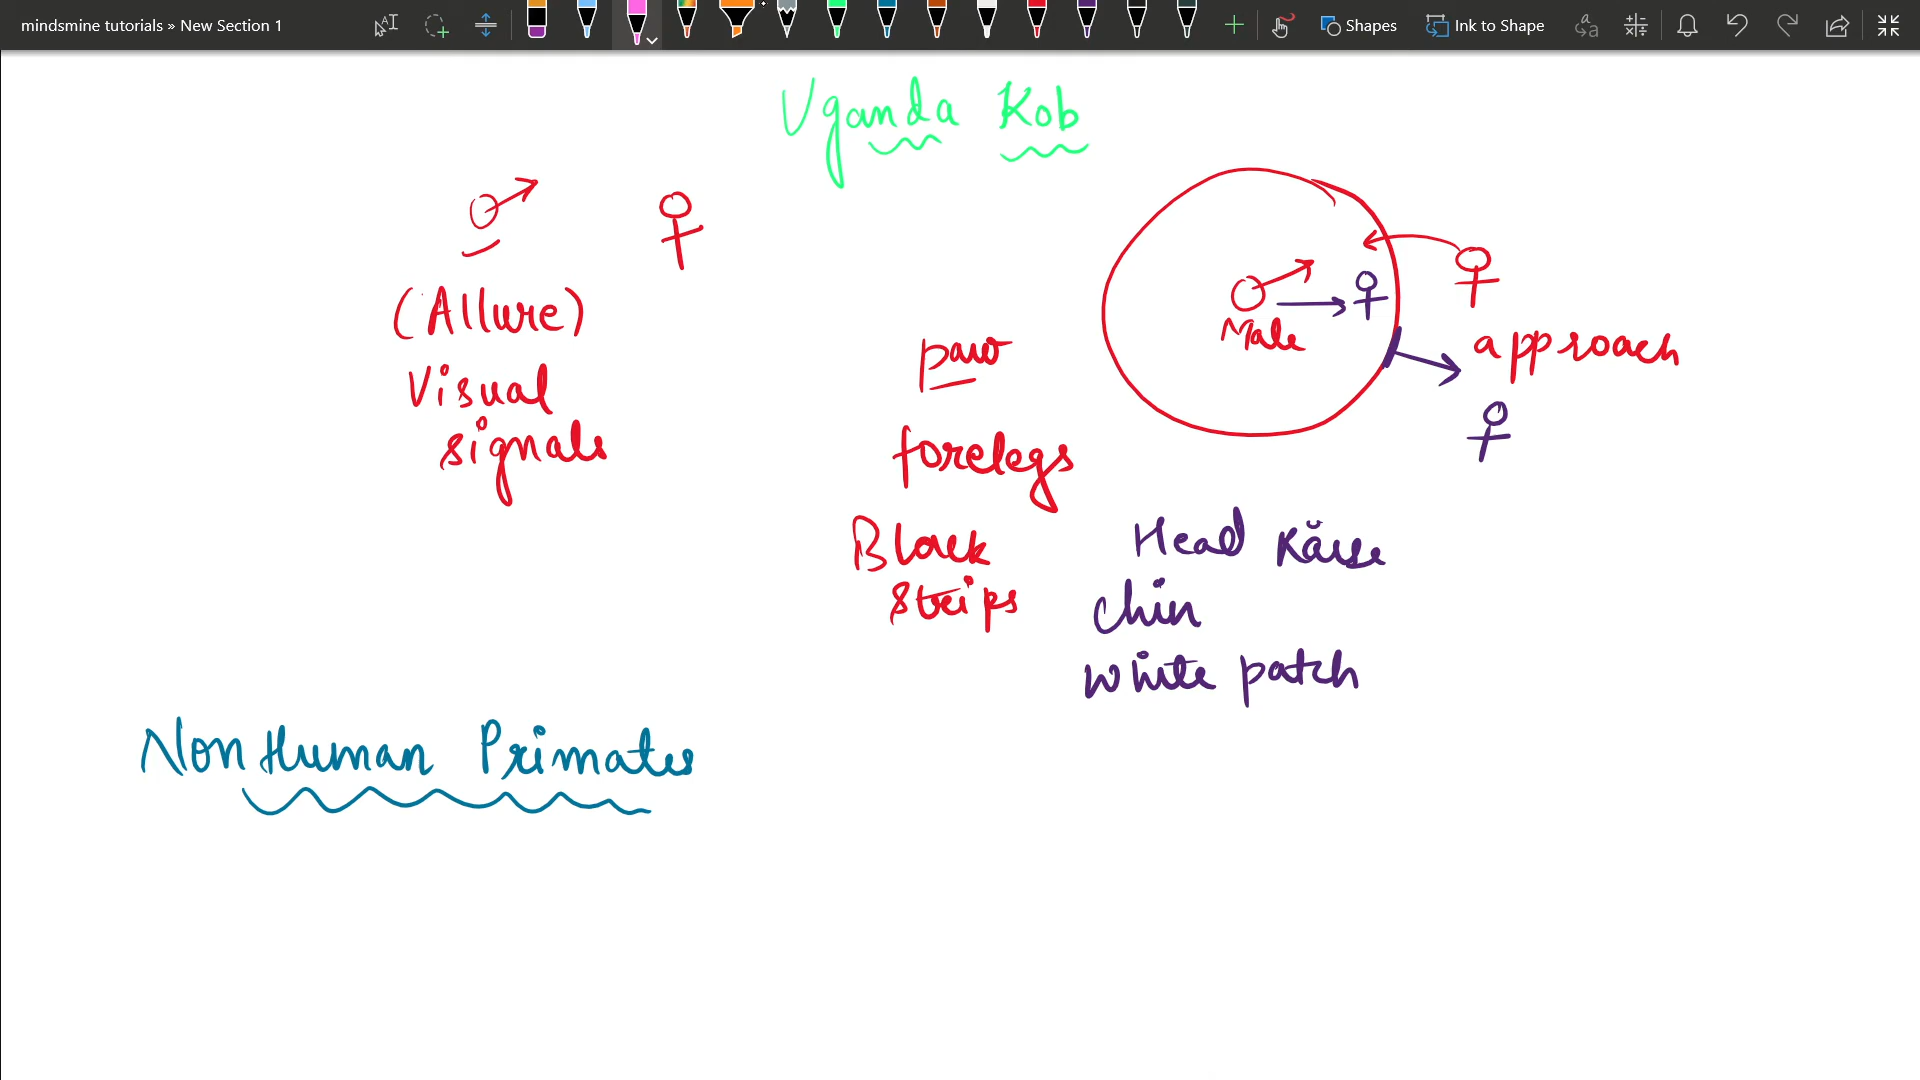 mindsmine tutorials » New Section 1
Shapes
Ink to Shape
Uganda Kob
(Allure)
Visual
signals
Male
approach
paw
forelegs
Black
strips
Head Raise
chin
white patch
Non Human Primates